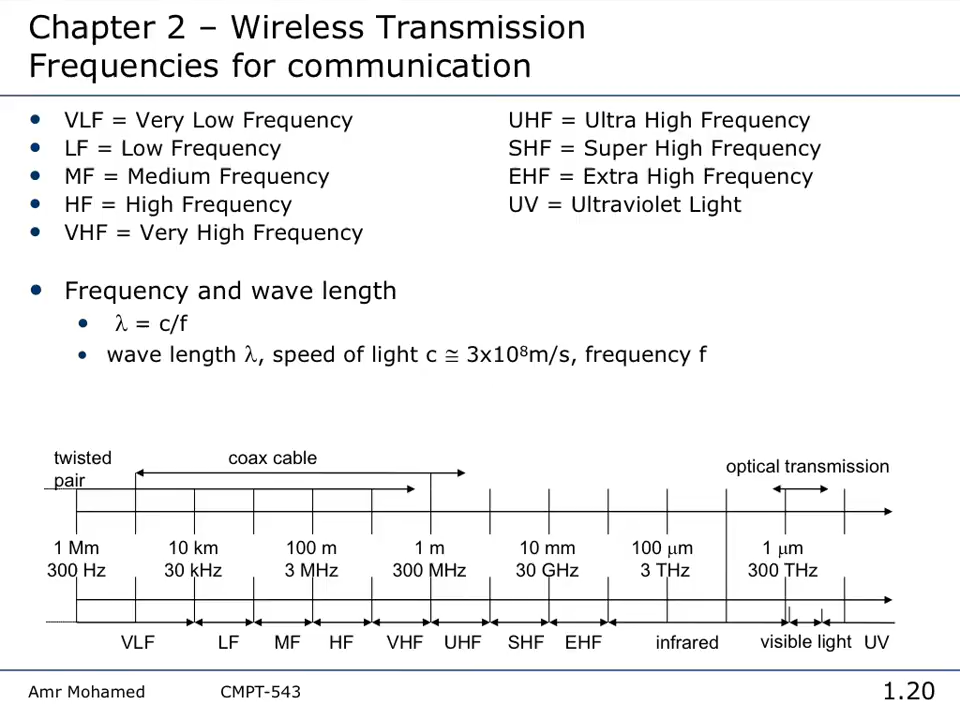 Chapter 2 – Wireless Transmission
Frequencies for communication
• VLF = Very Low Frequency
• LF = Low Frequency
• MF = Medium Frequency
• HF = High Frequency
• VHF = Very High Frequency
UHF = Ultra High Frequency
SHF = Super High Frequency
EHF = Extra High Frequency
UV = Ultraviolet Light
• Frequency and wave length
• λ = c/f
• wave length λ, speed of light c ≅ 3x10⁸m/s, frequency f
twisted
pair
coax cable
optical transmission
1 Mm 10 km 100 m 1 m 10 mm 100 μm 1 μm
300 Hz 30 kHz 3 MHz 300 MHz 30 GHz 3 THz 300 THz
VLF LF MF HF VHF UHF SHF EHF infrared visible light UV
Amr Mohamed CMPT-543 1.20